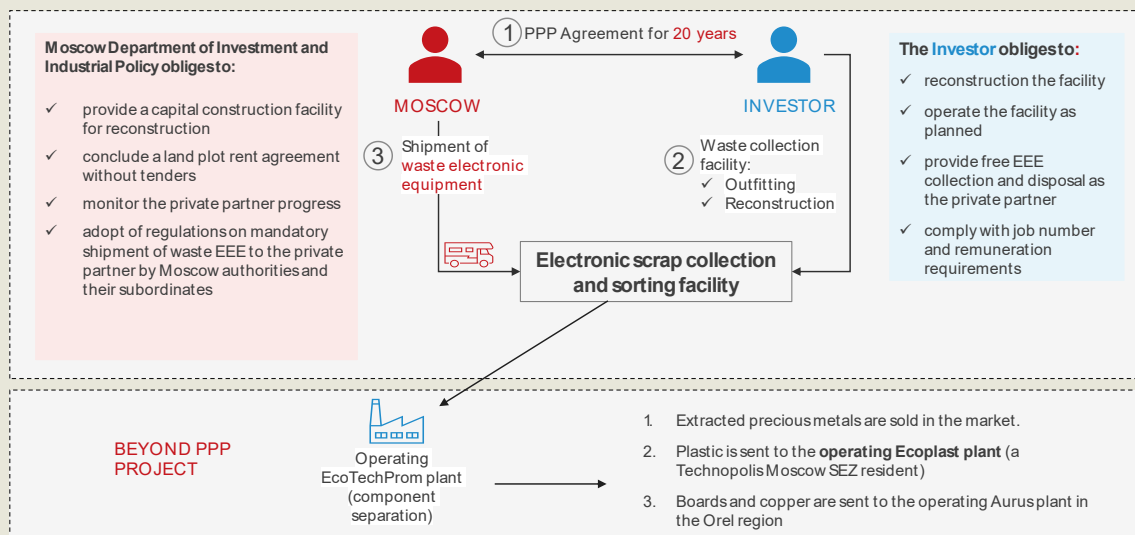 Moscow Department of Investment and
Industrial Policy obliges to:
✓ provide a capital construction facility
for reconstruction
✓ conclude a land plot rent agreement
without tenders
✓ monitor the private partner progress
✓ adopt of regulations on mandatory
shipment of waste EEE to the private
partner by Moscow authorities and
their subordinates
1 PPP Agreement for 20 years
MOSCOW
INVESTOR
3 Shipment of
waste electronic
equipment
2 Waste collection
facility:
✓ Outfitting
✓ Reconstruction
Electronic scrap collection
and sorting facility
The Investor obliges to:
✓ reconstruction the facility
✓ operate the facility as
planned
✓ provide free EEE
collection and disposal as
the private partner
✓ comply with job number
and remuneration
requirements
BEYOND PPP
PROJECT
Operating
EcoTechProm plant
(component
separation)
1. Extracted precious metals are sold in the market.
2. Plastic is sent to the operating Ecoplast plant (a
Technopolis Moscow SEZ resident)
3. Boards and copper are sent to the operating Aurus plant in
the Orel region